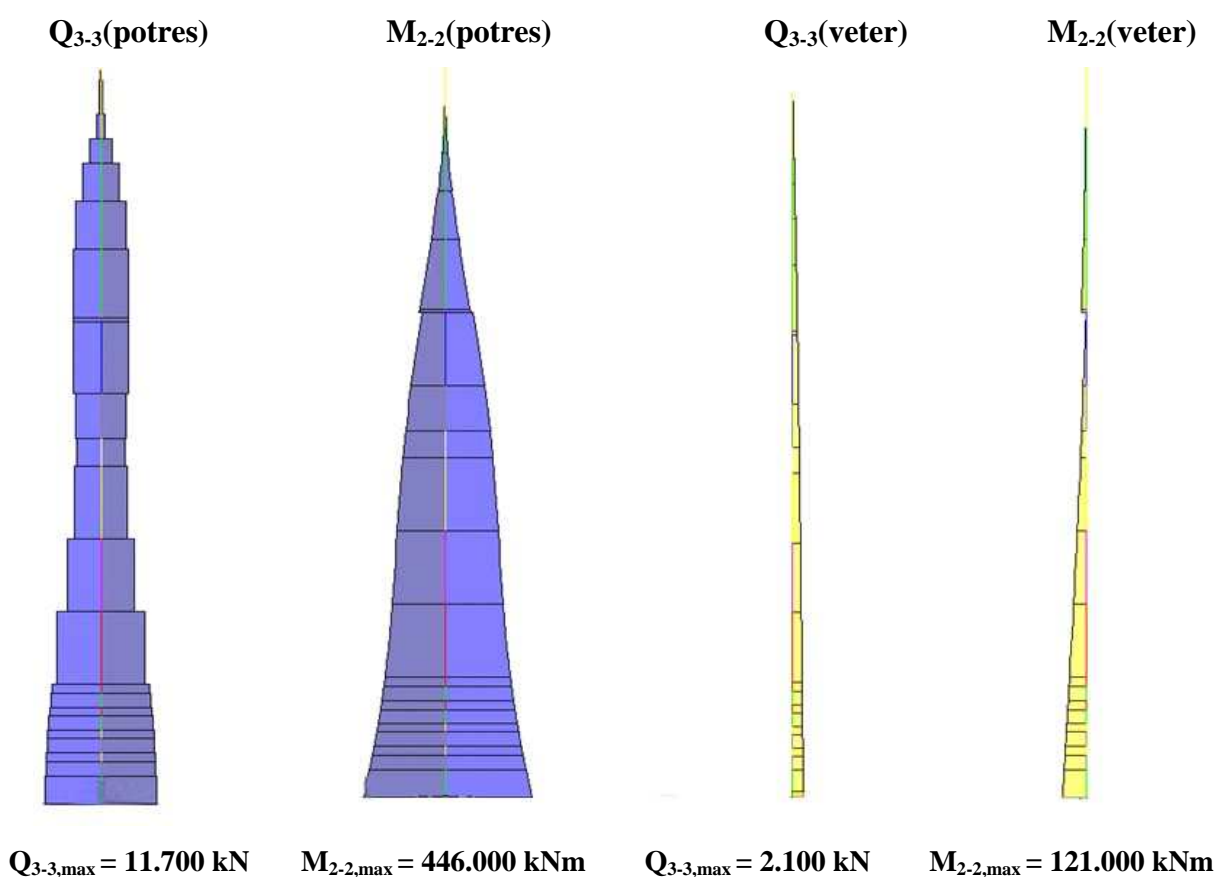 Q3-3(potres) M2-2(potres) Q3-3(veter) M2-2(veter)
Q3-3,max = 11.700 kN M2-2,max = 446.000 kNm Q3-3,max = 2.100 kN M2-2,max = 121.000 kNm